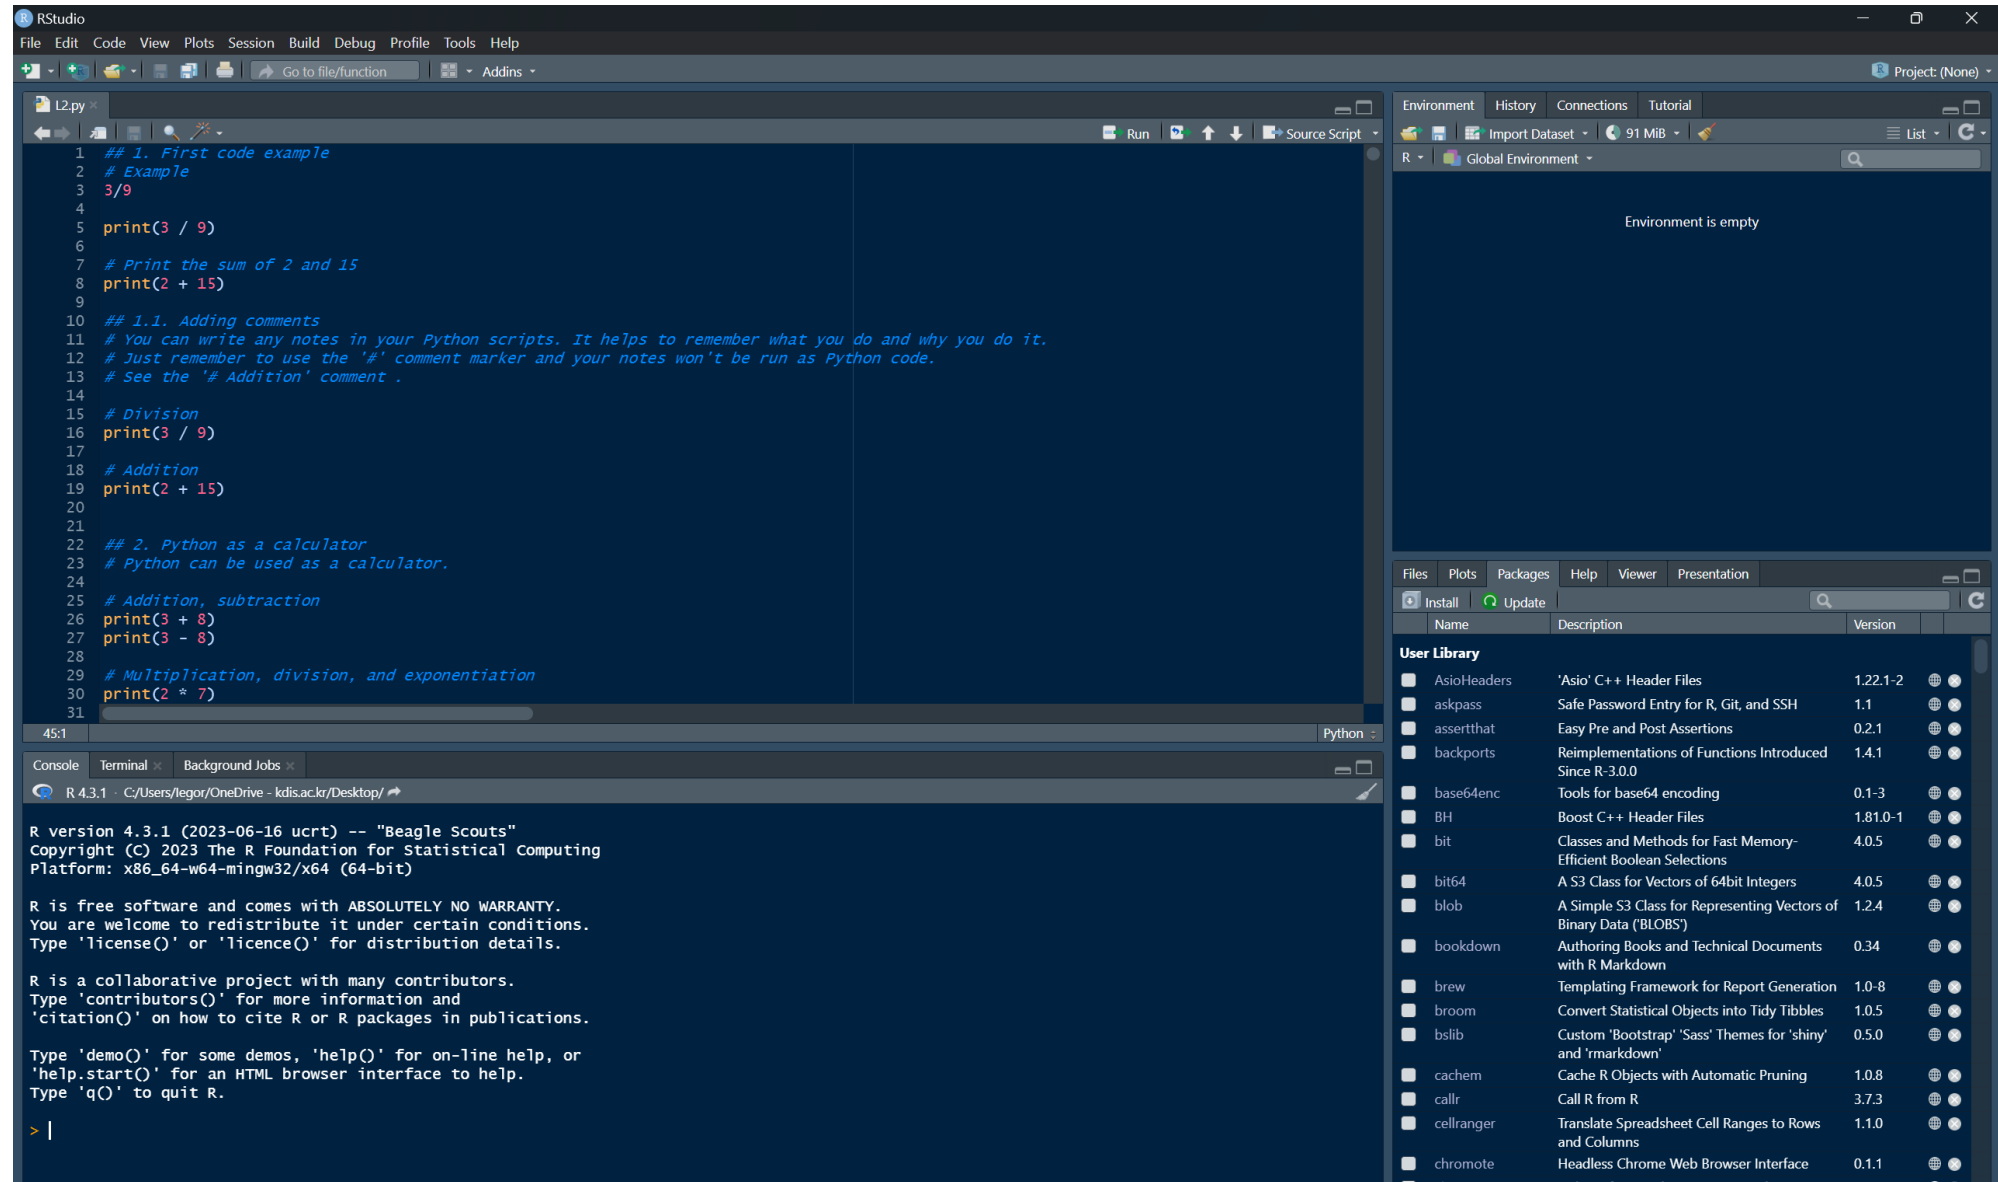 RStudio
File Edit Code View Plots Session Build Debug Profile Tools Help
Go to file/function Addins Project: (None)
L2.py
Run Source Script
1 ## 1. First code example
2 # Example
3 3/9
4
5 print(3 / 9)
6
7 # Print the sum of 2 and 15
8 print(2 + 15)
9
10 ## 1.1. Adding comments
11 # You can write any notes in your Python scripts. It helps to remember what you do and why you do it.
12 # Just remember to use the '#' comment marker and your notes won't be run as Python code.
13 # See the '# Addition' comment .
14
15 # Division
16 print(3 / 9)
17
18 # Addition
19 print(2 + 15)
20
21
22 ## 2. Python as a calculator
23 # Python can be used as a calculator.
24
25 # Addition, subtraction
26 print(3 + 8)
27 print(3 - 8)
28
29 # Multiplication, division, and exponentiation
30 print(2 * 7)
31
45:1 Python
Console Terminal Background Jobs
R 4.3.1 · C:/Users/legor/OneDrive - kdis.ac.kr/Desktop/
R version 4.3.1 (2023-06-16 ucrt) -- "Beagle Scouts"
Copyright (C) 2023 The R Foundation for Statistical Computing
Platform: x86_64-w64-mingw32/x64 (64-bit)
R is free software and comes with ABSOLUTELY NO WARRANTY.
You are welcome to redistribute it under certain conditions.
Type 'license()' or 'licence()' for distribution details.
R is a collaborative project with many contributors.
Type 'contributors()' for more information and
'citation()' on how to cite R or R packages in publications.
Type 'demo()' for some demos, 'help()' for on-line help, or
'help.start()' for an HTML browser interface to help.
Type 'q()' to quit R.
>
Environment History Connections Tutorial
Import Dataset 91 MiB List
R Global Environment
Environment is empty
Files Plots Packages Help Viewer Presentation
Install Update
Name Description Version
User Library
AsioHeaders 'Asio' C++ Header Files 1.22.1-2
askpass Safe Password Entry for R, Git, and SSH 1.1
assertthat Easy Pre and Post Assertions 0.2.1
backports Reimplementations of Functions Introduced 1.4.1
Since R-3.0.0
base64enc Tools for base64 encoding 0.1-3
BH Boost C++ Header Files 1.81.0-1
bit Classes and Methods for Fast Memory- 4.0.5
Efficient Boolean Selections
bit64 A S3 Class for Vectors of 64bit Integers 4.0.5
blob A Simple S3 Class for Representing Vectors of 1.2.4
Binary Data ('BLOBS')
bookdown Authoring Books and Technical Documents 0.34
with R Markdown
brew Templating Framework for Report Generation 1.0-8
broom Convert Statistical Objects into Tidy Tibbles 1.0.5
bslib Custom 'Bootstrap' 'Sass' Themes for 'shiny' 0.5.0
and 'rmarkdown'
cachem Cache R Objects with Automatic Pruning 1.0.8
callr Call R from R 3.7.3
cellranger Translate Spreadsheet Cell Ranges to Rows 1.1.0
and Columns
chromote Headless Chrome Web Browser Interface 0.1.1